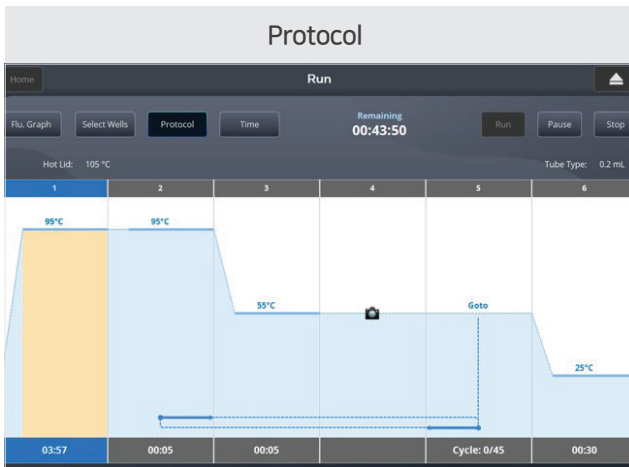 Protocol
Home
Run
Flu. Graph
Select Wells
Protocol
Time
Remaining
00:43:50
Run
Pause
Stop
Hot Lid: 105 °C
Tube Type: 0.2 mL
1 2 3 4 5 6
95°C 95°C
55°C
Goto
25°C
03:57 00:05 00:05 Cycle: 0/45 00:30